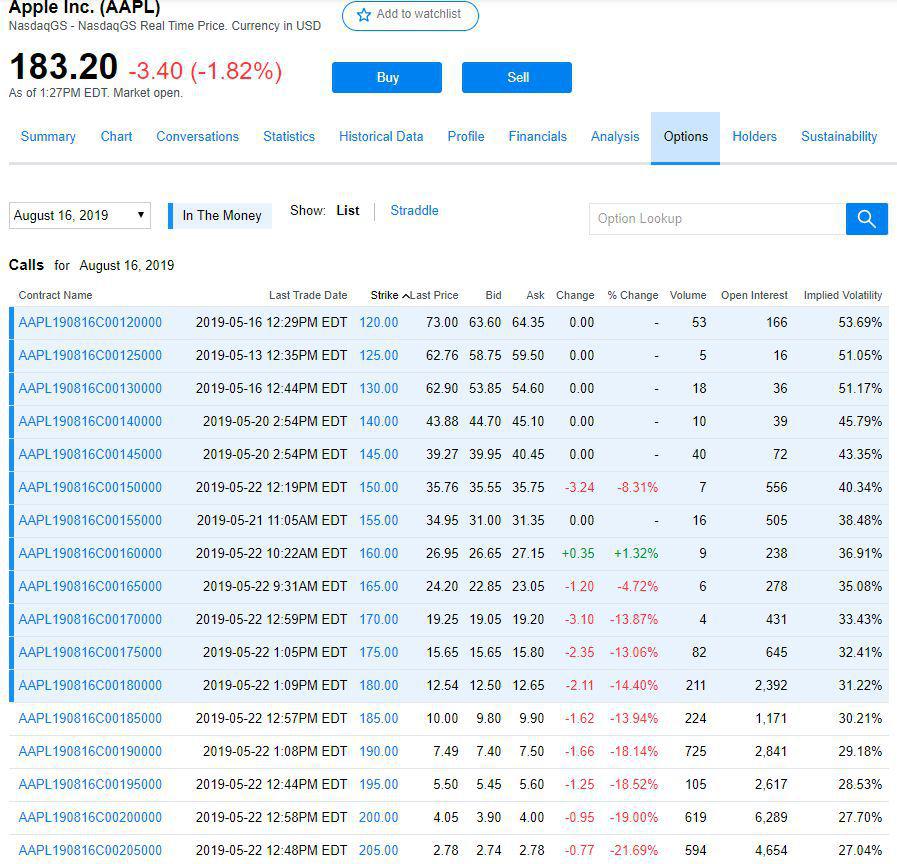 Apple Inc. (AAPL)
Add to watchlist
NasdaqGS - NasdaqGS Real Time Price. Currency in USD
183.20 -3.40 (-1.82%)
Buy Sell
As of 1:27PM EDT. Market open.
Summary Chart Conversations Statistics Historical Data Profile Financials Analysis Options Holders Sustainability
August 16, 2019 In The Money Show: List Straddle Option Lookup
Calls for August 16, 2019
Contract Name Last Trade Date Strike Last Price Bid Ask Change % Change Volume Open Interest Implied Volatility
AAPL190816C00120000 2019-05-16 12:29PM EDT 120.00 73.00 63.60 64.35 0.00 - 53 166 53.69%
AAPL190816C00125000 2019-05-13 12:35PM EDT 125.00 62.76 58.75 59.50 0.00 - 5 16 51.05%
AAPL190816C00130000 2019-05-16 12:44PM EDT 130.00 62.90 53.85 54.60 0.00 - 18 36 51.17%
AAPL190816C00140000 2019-05-20 2:54PM EDT 140.00 43.88 44.70 45.10 0.00 - 10 39 45.79%
AAPL190816C00145000 2019-05-20 2:54PM EDT 145.00 39.27 39.95 40.45 0.00 - 40 72 43.35%
AAPL190816C00150000 2019-05-22 12:19PM EDT 150.00 35.76 35.55 35.75 -3.24 -8.31% 7 556 40.34%
AAPL190816C00155000 2019-05-21 11:05AM EDT 155.00 34.95 31.00 31.35 0.00 - 16 505 38.48%
AAPL190816C00160000 2019-05-22 10:22AM EDT 160.00 26.95 26.65 27.15 +0.35 +1.32% 9 238 36.91%
AAPL190816C00165000 2019-05-22 9:31AM EDT 165.00 24.20 22.85 23.05 -1.20 -4.72% 6 278 35.08%
AAPL190816C00170000 2019-05-22 12:59PM EDT 170.00 19.25 19.05 19.20 -3.10 -13.87% 4 431 33.43%
AAPL190816C00175000 2019-05-22 1:05PM EDT 175.00 15.65 15.65 15.80 -2.35 -13.06% 82 645 32.41%
AAPL190816C00180000 2019-05-22 1:09PM EDT 180.00 12.54 12.50 12.65 -2.11 -14.40% 211 2,392 31.22%
AAPL190816C00185000 2019-05-22 12:57PM EDT 185.00 10.00 9.80 9.90 -1.62 -13.94% 224 1,171 30.21%
AAPL190816C00190000 2019-05-22 1:08PM EDT 190.00 7.49 7.40 7.50 -1.66 -18.14% 725 2,841 29.18%
AAPL190816C00195000 2019-05-22 12:44PM EDT 195.00 5.50 5.45 5.60 -1.25 -18.52% 105 2,617 28.53%
AAPL190816C00200000 2019-05-22 12:58PM EDT 200.00 4.05 3.90 4.00 -0.95 -19.00% 619 6,289 27.70%
AAPL190816C00205000 2019-05-22 12:48PM EDT 205.00 2.78 2.74 2.78 -0.77 -21.69% 594 4,654 27.04%